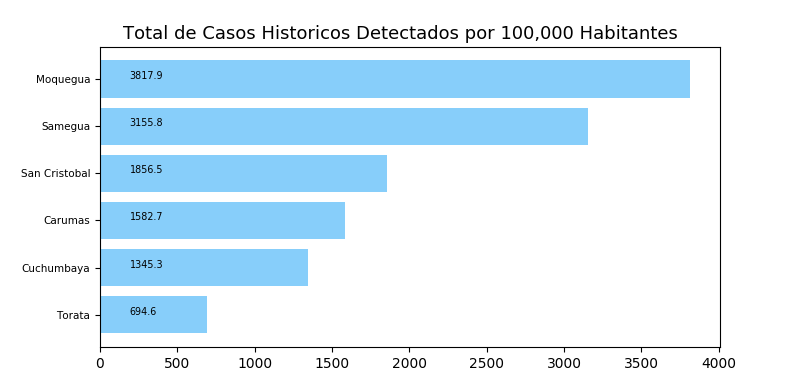 Total de Casos Historicos Detectados por 100,000 Habitantes
Moquegua 3817.9
Samegua 3155.8
San Cristobal 1856.5
Carumas 1582.7
Cuchumbaya 1345.3
Torata 694.6
0 500 1000 1500 2000 2500 3000 3500 4000